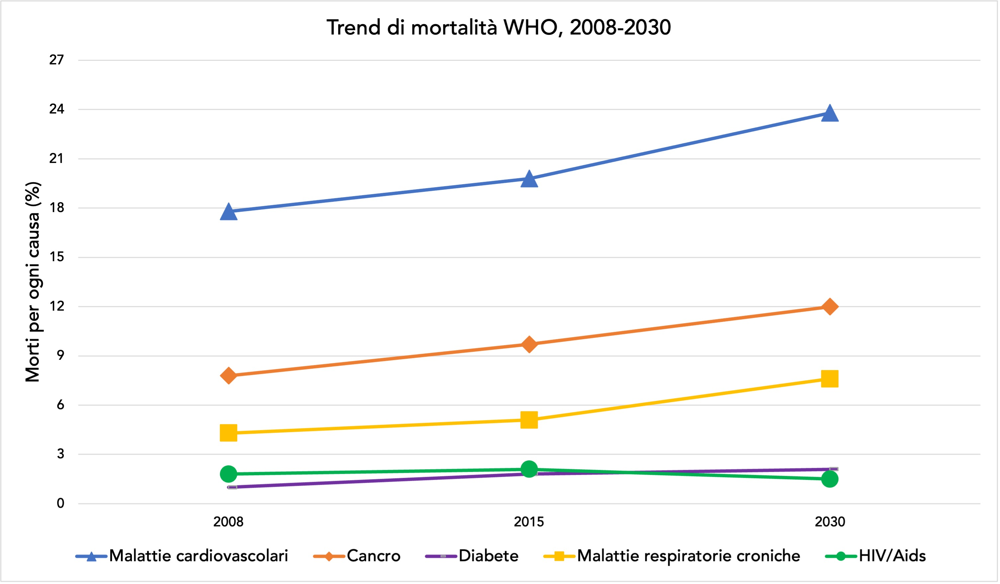 Trend di mortalità WHO, 2008-2030
Morti per ogni causa (%)
27
24
21
18
15
12
9
6
3
0
2008 2015 2030
Malattie cardiovascolari Cancro Diabete Malattie respiratorie croniche HIV/Aids